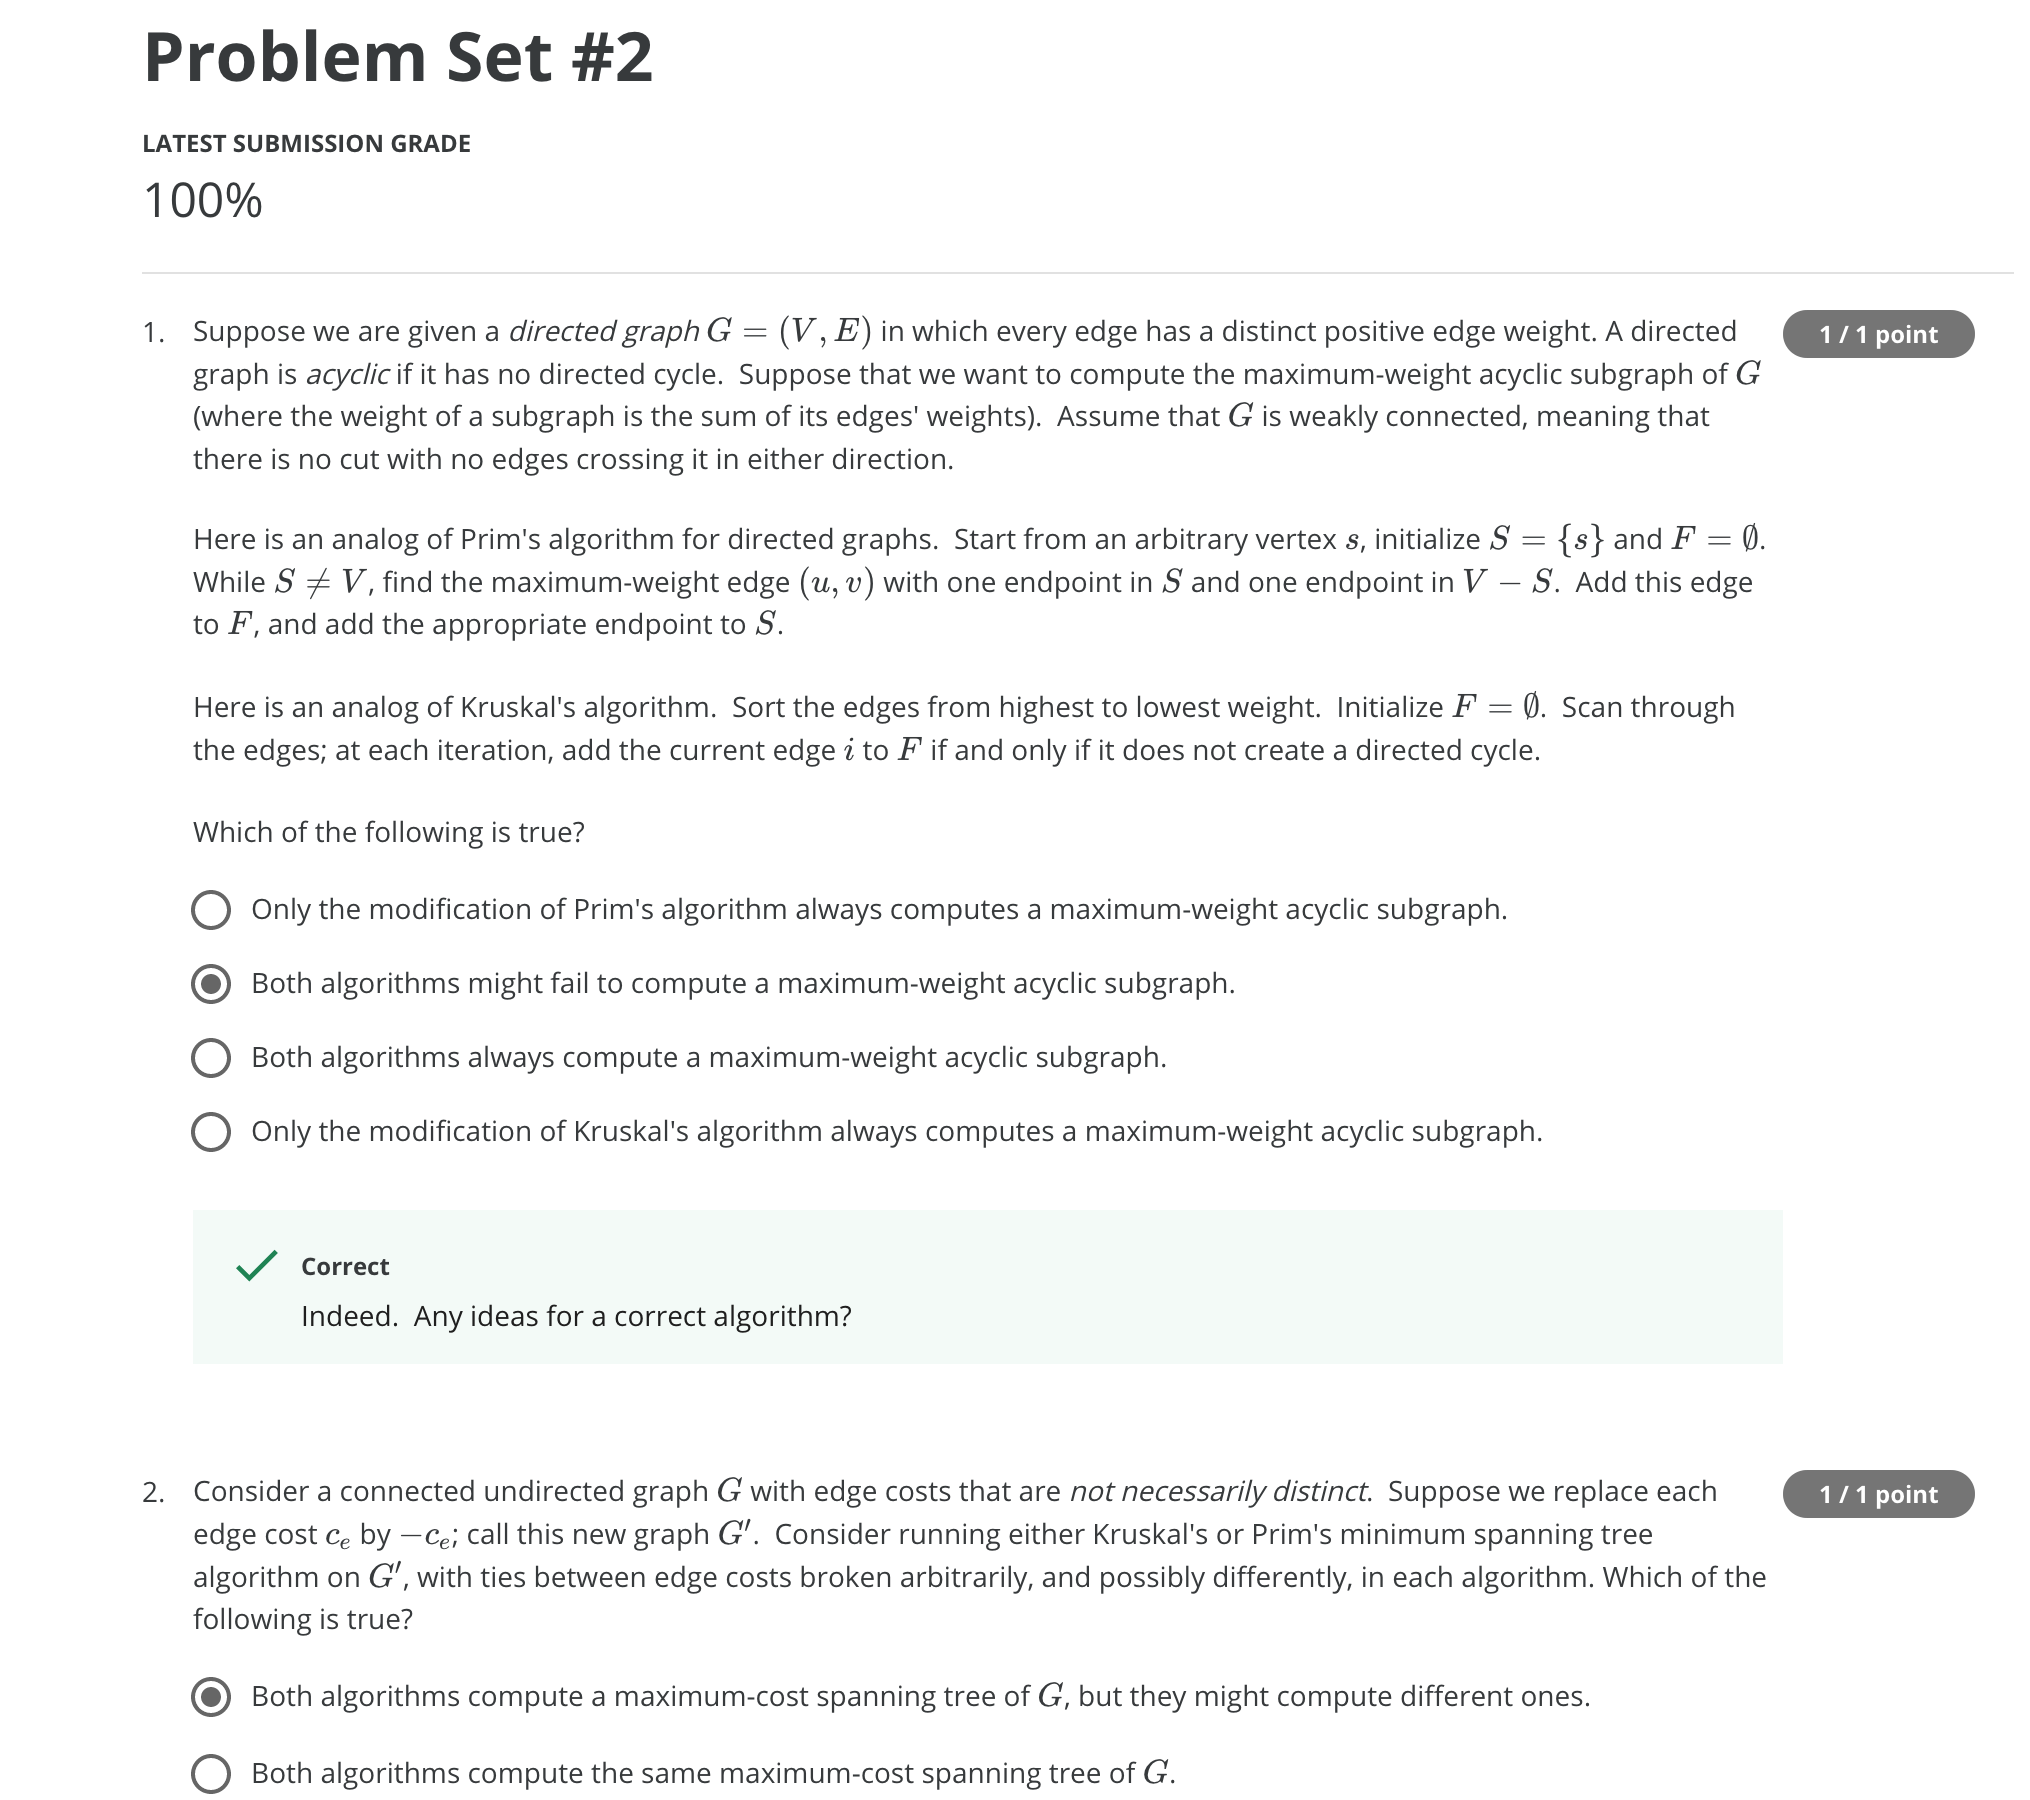 Problem Set #2
LATEST SUBMISSION GRADE
100%
1. Suppose we are given a directed graph G = (V, E) in which every edge has a distinct positive edge weight. A directed
1 / 1 point
graph is acyclic if it has no directed cycle. Suppose that we want to compute the maximum-weight acyclic subgraph of G
(where the weight of a subgraph is the sum of its edges' weights). Assume that G is weakly connected, meaning that
there is no cut with no edges crossing it in either direction.
Here is an analog of Prim's algorithm for directed graphs. Start from an arbitrary vertex s, initialize S = {s} and F = ∅.
While S ≠ V, find the maximum-weight edge (u, v) with one endpoint in S and one endpoint in V − S. Add this edge
to F, and add the appropriate endpoint to S.
Here is an analog of Kruskal's algorithm. Sort the edges from highest to lowest weight. Initialize F = ∅. Scan through
the edges; at each iteration, add the current edge i to F if and only if it does not create a directed cycle.
Which of the following is true?
Only the modification of Prim's algorithm always computes a maximum-weight acyclic subgraph.
Both algorithms might fail to compute a maximum-weight acyclic subgraph.
Both algorithms always compute a maximum-weight acyclic subgraph.
Only the modification of Kruskal's algorithm always computes a maximum-weight acyclic subgraph.
Correct
Indeed. Any ideas for a correct algorithm?
2. Consider a connected undirected graph G with edge costs that are not necessarily distinct. Suppose we replace each
1 / 1 point
edge cost cₑ by −cₑ; call this new graph G′. Consider running either Kruskal's or Prim's minimum spanning tree
algorithm on G′, with ties between edge costs broken arbitrarily, and possibly differently, in each algorithm. Which of the
following is true?
Both algorithms compute a maximum-cost spanning tree of G, but they might compute different ones.
Both algorithms compute the same maximum-cost spanning tree of G.